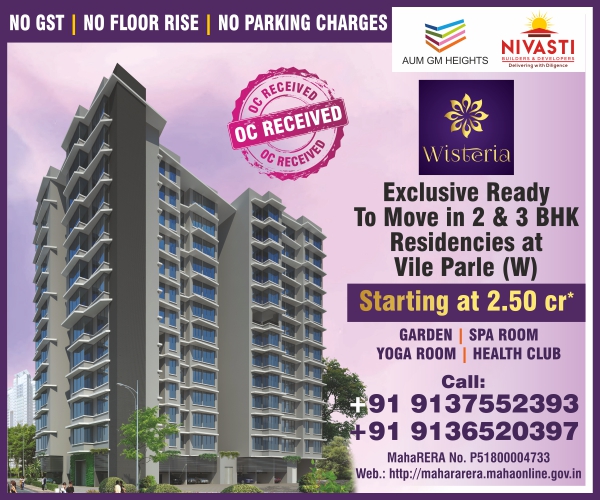 NO GST | NO FLOOR RISE | NO PARKING CHARGES
AUM GM HEIGHTS
NIVASTI
BUILDERS & DEVELOPERS
Delivering with Diligence
OC RECEIVED
OC RECEIVED
OC RECEIVED
Wisteria
Exclusive Ready
To Move in 2 & 3 BHK
Residencies at
Vile Parle (W)
Starting at 2.50 cr*
GARDEN | SPA ROOM
YOGA ROOM | HEALTH CLUB
Call:
+91 9137552393
+91 9136520397
MahaRERA No. P51800004733
Web.: http://mahararera.mahaonline.gov.in